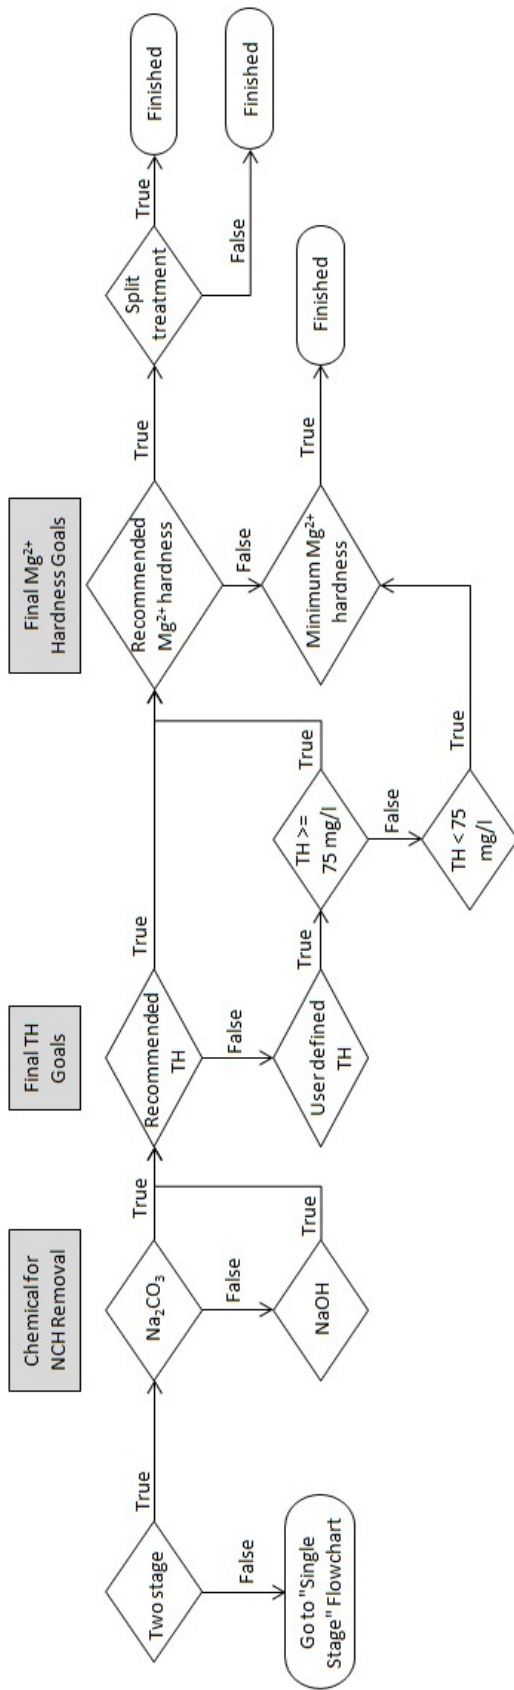 Chemical for
NCH Removal
Final TH
Goals
Final Mg²⁺
Hardness Goals
Two stage
True
False
Go to "Single
Stage" Flowchart
Na₂CO₃
True
False
NaOH
True
Recommended
TH
True
False
User defined
TH
True
TH >=
75 mg/l
True
False
TH < 75
mg/l
True
Recommended
Mg²⁺ hardness
True
False
Minimum Mg²⁺
hardness
True
Finished
Split
treatment
True
Finished
False
Finished